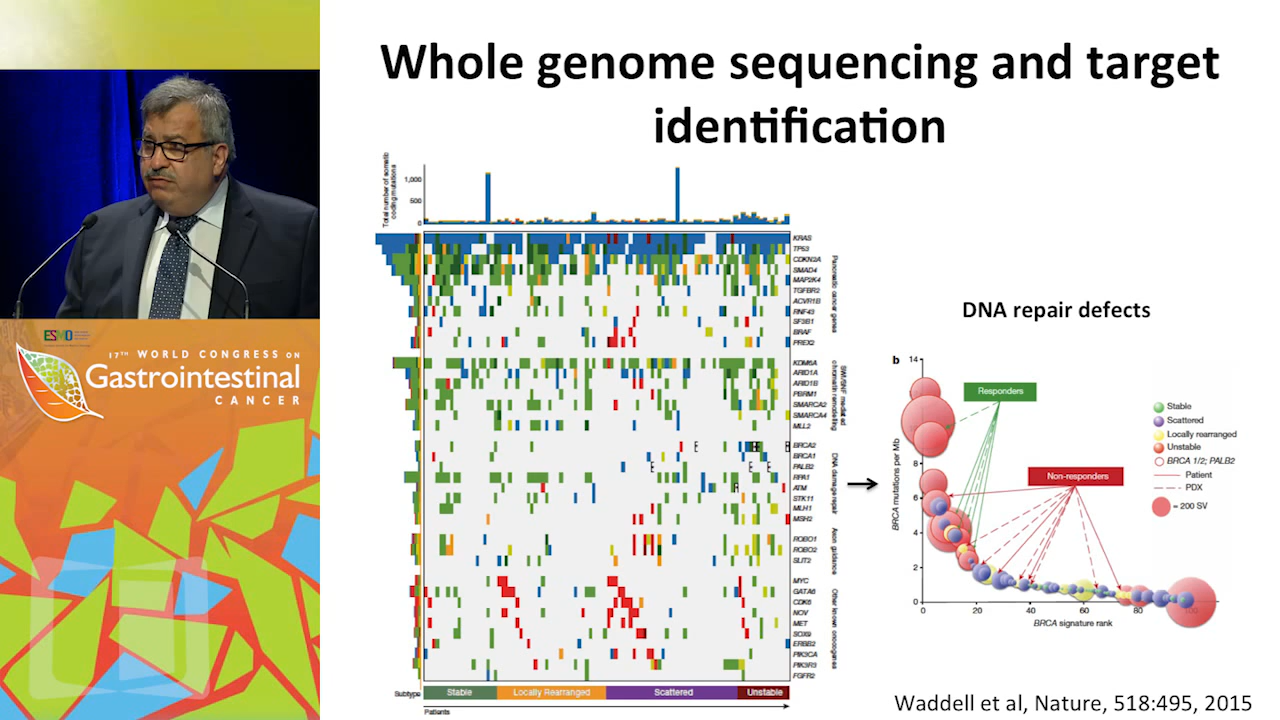 Whole genome sequencing and target
identification
ESMO
17TH WORLD CONGRESS ON
Gastrointestinal
CANCER
Total number of somatic
coding mutations
1,000
500
0
KRAS
TP53
CDKN2A
SMAD4
MAP2K4
TGFBR2
ACVR1B
RNF43
SF3B1
BRAF
PREX2
Pancreatic cancer genes
KDM6A
ARID1A
ARID1B
PBRM1
SMARCA2
SMARCA4
MLL2
SWI/SNF mediated
chromatin remodelling
BRCA2
BRCA1
PALB2
RPA1
ATM
STK11
MLH1
MSH2
DNA damage repair
ROBO1
ROBO2
SLIT2
Axon guidance
MYC
GATA6
CDK6
NOV
MET
SOX9
ERBB2
PIK3CA
PIK3R3
FGFR2
Other known oncogenes
Subtype
Stable
Locally Rearranged
Scattered
Unstable
Patients
DNA repair defects
b
14
8
6
4
2
0
BRCA mutations per Mb
Responders
Non-responders
Stable
Scattered
Locally rearranged
Unstable
BRCA 1/2; PALB2
Patient
PDX
= 200 SV
0
20
40
60
80
100
BRCA signature rank
Waddell et al, Nature, 518:495, 2015